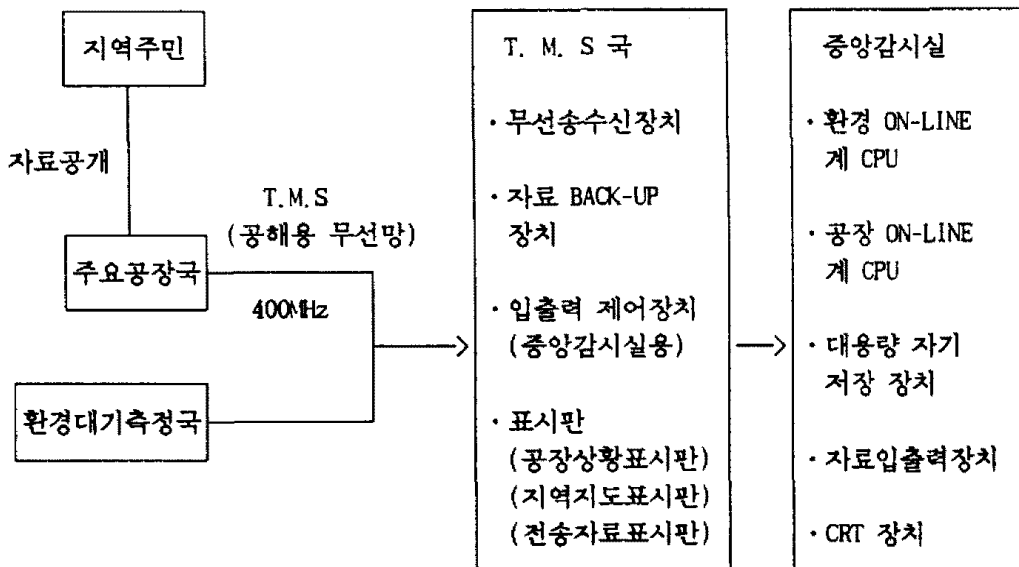 지역주민
자료공개
T.M.S
(공해용 무선망)
주요공장국
400MHz
환경대기측정국
T. M. S 국
· 무선송수신장치
· 자료 BACK-UP
장치
· 입출력 제어장치
(중앙감시실용)
· 표시판
(공장상황표시판)
(지역지도표시판)
(전송자료표시판)
중앙감시실
· 환경 ON-LINE
계 CPU
· 공장 ON-LINE
계 CPU
· 대용량 자기
저장 장치
· 자료입출력장치
· CRT 장치